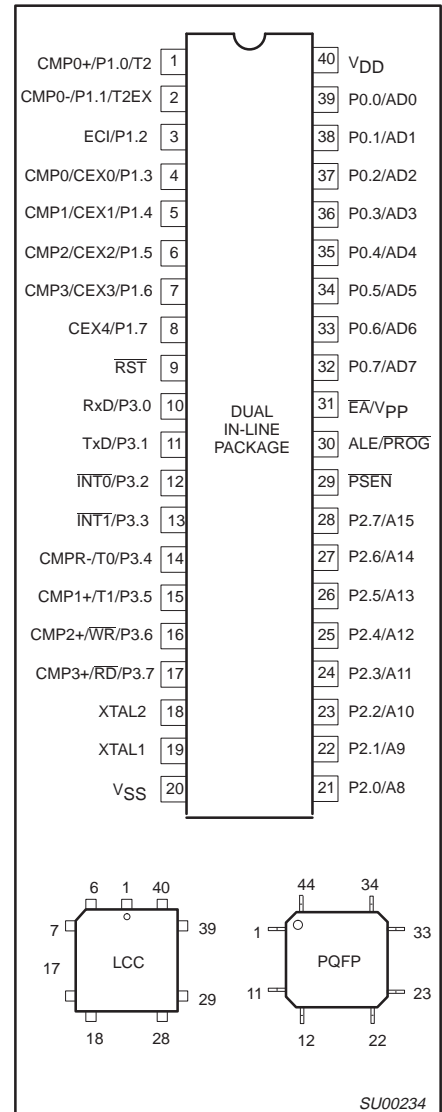 CMP0+/P1.0/T2 1
CMP0-/P1.1/T2EX 2
ECI/P1.2 3
CMP0/CEX0/P1.3 4
CMP1/CEX1/P1.4 5
CMP2/CEX2/P1.5 6
CMP3/CEX3/P1.6 7
CEX4/P1.7 8
RST 9
RxD/P3.0 10
TxD/P3.1 11
INT0/P3.2 12
INT1/P3.3 13
CMPR-/T0/P3.4 14
CMP1+/T1/P3.5 15
CMP2+/WR/P3.6 16
CMP3+/RD/P3.7 17
XTAL2 18
XTAL1 19
VSS 20
DUAL
IN-LINE
PACKAGE
40 VDD
39 P0.0/AD0
38 P0.1/AD1
37 P0.2/AD2
36 P0.3/AD3
35 P0.4/AD4
34 P0.5/AD5
33 P0.6/AD6
32 P0.7/AD7
31 EA/VPP
30 ALE/PROG
29 PSEN
28 P2.7/A15
27 P2.6/A14
26 P2.5/A13
25 P2.4/A12
24 P2.3/A11
23 P2.2/A10
22 P2.1/A9
21 P2.0/A8
6 1 40
7 39
17 LCC
29
18 28
44 34
1 33
PQFP
11 23
12 22
SU00234